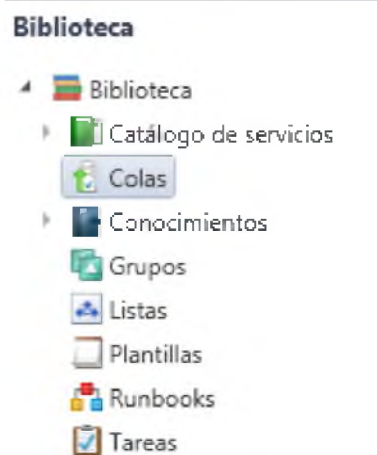 Biblioteca
Biblioteca
Catálogo de servicios
Colas
Conocimientos
Grupos
Listas
Plantillas
Runbooks
Tareas